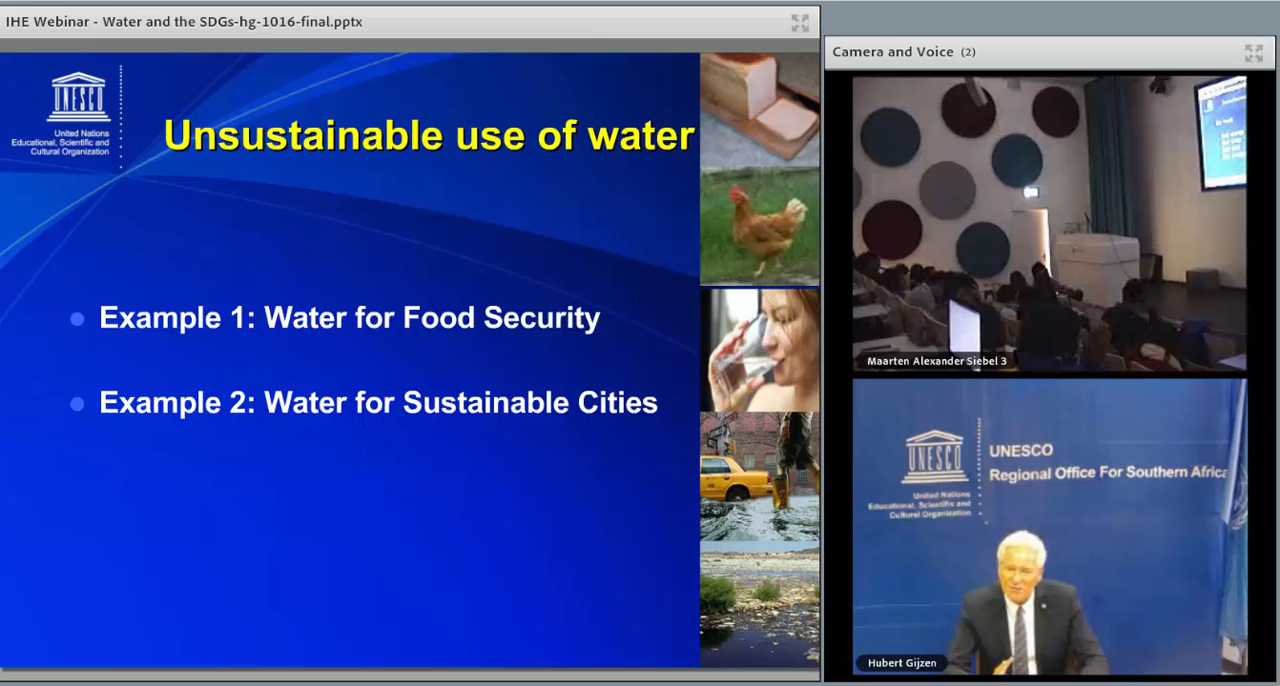 IHE Webinar - Water and the SDGs-hg-1016-final.pptx
UNESCO
United Nations
Educational, Scientific and
Cultural Organization
Unsustainable use of water
Example 1: Water for Food Security
Example 2: Water for Sustainable Cities
Camera and Voice (2)
Maarten Alexander Siebel 3
UNESCO
United Nations
Educational, Scientific and
Cultural Organization
UNESCO
Regional Office For Southern Africa
Hubert Gijzen